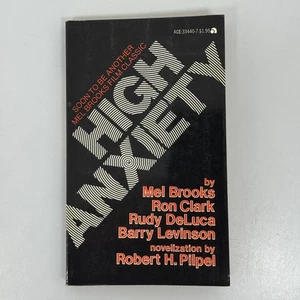 ACE 33440-7 $1.95
SOON TO BE ANOTHER
MEL BROOKS FILM CLASSIC
HIGH
ANXIETY
by
Mel Brooks
Ron Clark
Rudy DeLuca
Barry Levinson
novelization by
Robert H. Pilpel